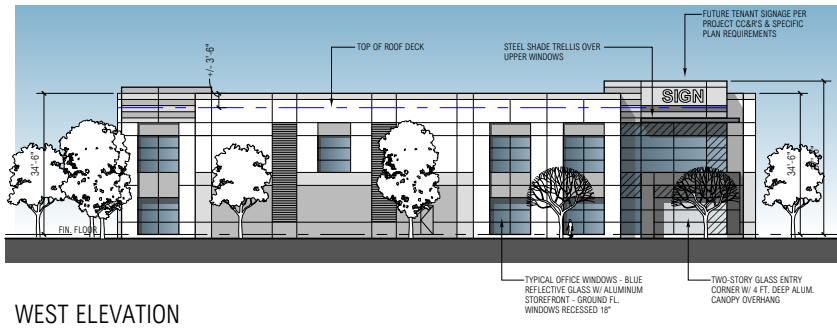 FUTURE TENANT SIGNAGE PER
PROJECT CC&R'S & SPECIFIC
PLAN REQUIREMENTS
+/- 3'-6"
TOP OF ROOF DECK
STEEL SHADE TRELLIS OVER
UPPER WINDOWS
SIGN
34'-6"
34'-6"
FIN. FLOOR
TYPICAL OFFICE WINDOWS - BLUE
REFLECTIVE GLASS W/ ALUMINUM
STOREFRONT - GROUND FL.
WINDOWS RECESSED 18"
TWO-STORY GLASS ENTRY
CORNER W/ 4 FT. DEEP ALUM.
CANOPY OVERHANG
WEST ELEVATION